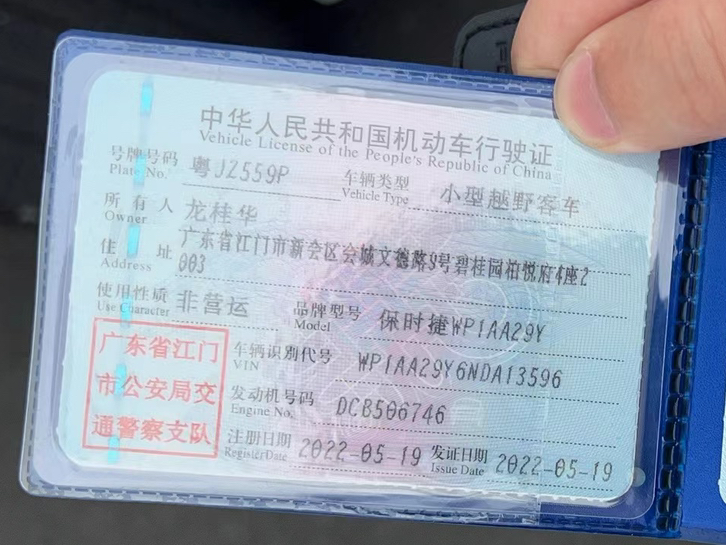 中华人民共和国机动车行驶证
Vehicle License of the People's Republic of China
号牌号码 粤JZ559P 车辆类型 小型越野客车
Plate No. Vehicle Type
所有人 龙桂华
Owner
住址 广东省江门市新会区会城文德路9号碧桂园柏悦府4座2
Address 003
使用性质 非营运 品牌型号 保时捷WP1AA29Y
Use Character Model
广东省江门
市公安局交
通警察支队
车辆识别代号 WP1AA29Y6NDA13596
VIN
发动机号码 DCB506746
Engine No.
注册日期 2022-05-19 发证日期 2022-05-19
Register Date Issue Date